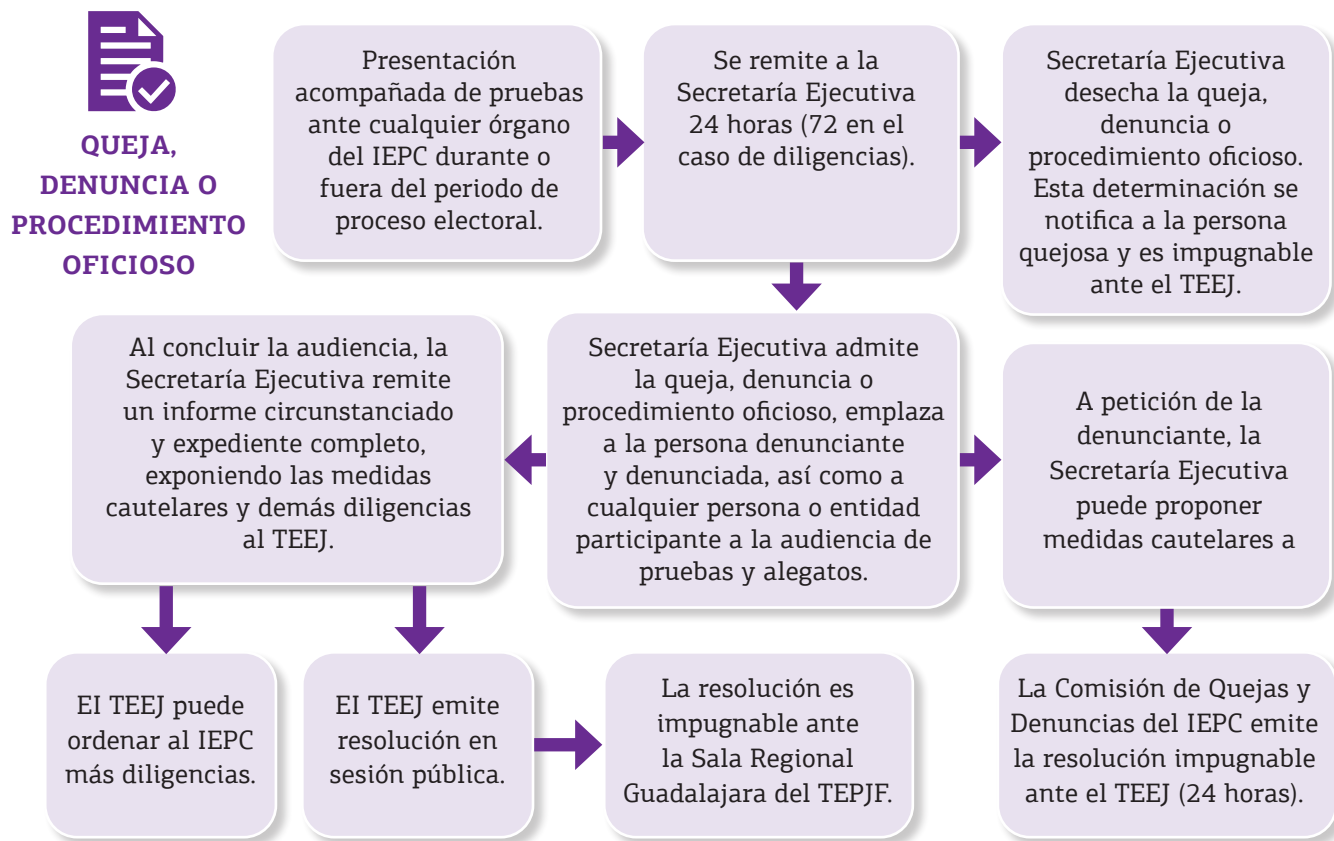 QUEJA,
DENUNCIA O
PROCEDIMIENTO
OFICIOSO
Presentación
acompañada de pruebas
ante cualquier órgano
del IEPC durante o
fuera del periodo de
proceso electoral.
Se remite a la
Secretaría Ejecutiva
24 horas (72 en el
caso de diligencias).
Secretaría Ejecutiva
desecha la queja,
denuncia o
procedimiento oficioso.
Esta determinación se
notifica a la persona
quejosa y es impugnable
ante el TEEJ.
Secretaría Ejecutiva admite
la queja, denuncia o
procedimiento oficioso, emplaza
a la persona denunciante
y denunciada, así como a
cualquier persona o entidad
participante a la audiencia de
pruebas y alegatos.
A petición de la
denunciante, la
Secretaría Ejecutiva
puede proponer
medidas cautelares a
La Comisión de Quejas y
Denuncias del IEPC emite
la resolución impugnable
ante el TEEJ (24 horas).
Al concluir la audiencia, la
Secretaría Ejecutiva remite
un informe circunstanciado
y expediente completo,
exponiendo las medidas
cautelares y demás diligencias
al TEEJ.
El TEEJ puede
ordenar al IEPC
más diligencias.
El TEEJ emite
resolución en
sesión pública.
La resolución es
impugnable ante
la Sala Regional
Guadalajara del TEPJF.